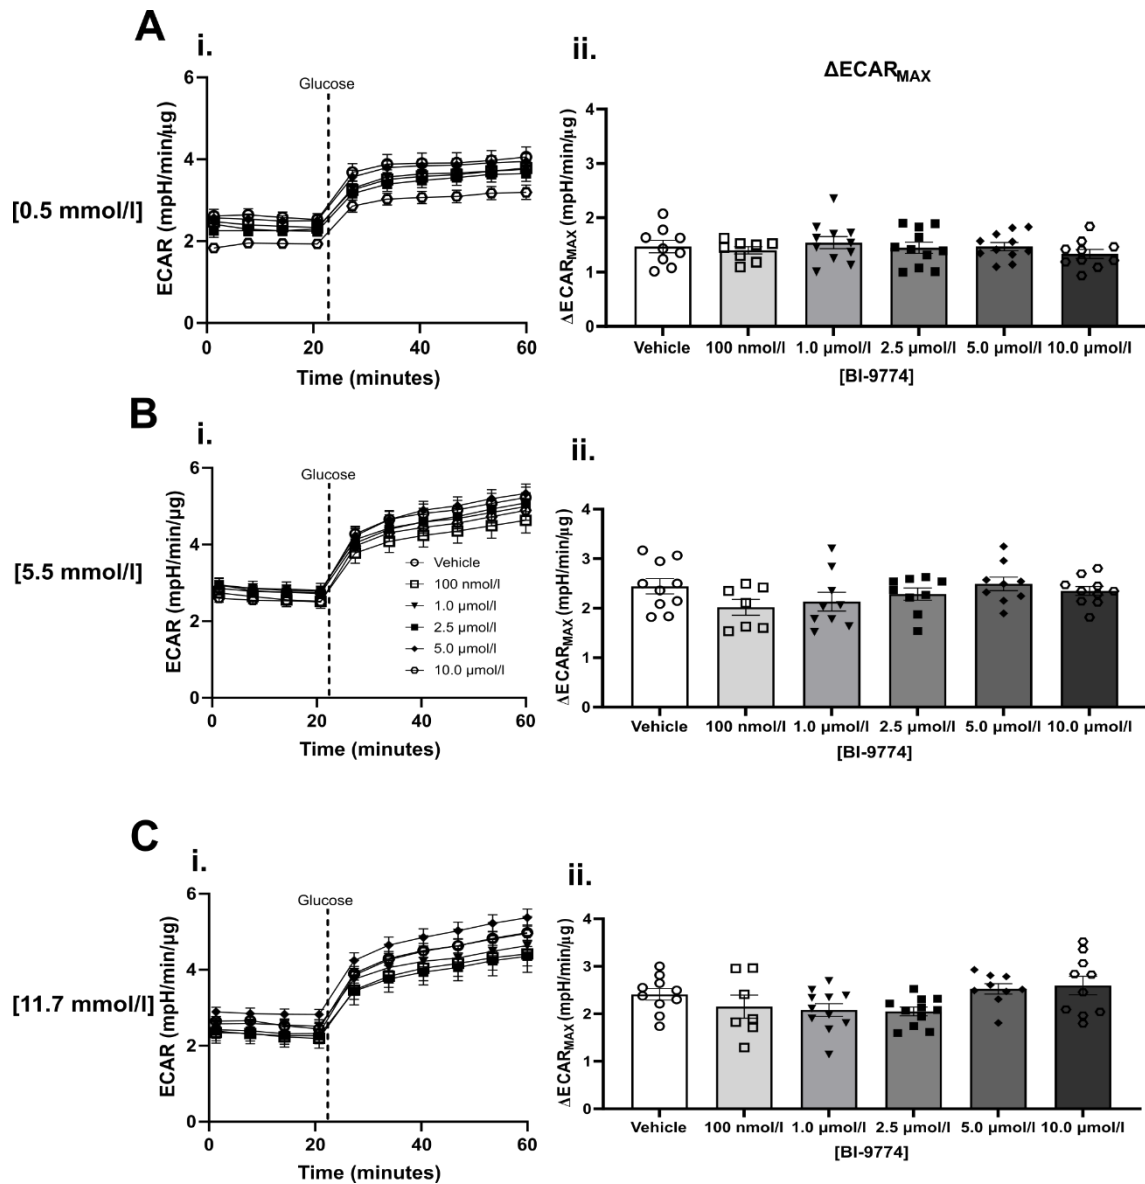 A
i.
ii.
ΔECARMAX
[0.5 mmol/l]
ECAR (mpH/min/μg)
6
4
2
0
Glucose
0 20 40 60
Time (minutes)
ΔECARMAX (mpH/min/μg)
4
3
2
1
0
Vehicle 100 nmol/l 1.0 μmol/l 2.5 μmol/l 5.0 μmol/l 10.0 μmol/l
[BI-9774]
B
i.
ii.
[5.5 mmol/l]
ECAR (mpH/min/μg)
6
4
2
0
Glucose
Vehicle
100 nmol/l
1.0 μmol/l
2.5 μmol/l
5.0 μmol/l
10.0 μmol/l
0 20 40 60
Time (minutes)
ΔECARMAX (mpH/min/μg)
4
3
2
1
0
Vehicle 100 nmol/l 1.0 μmol/l 2.5 μmol/l 5.0 μmol/l 10.0 μmol/l
[BI-9774]
C
i.
ii.
[11.7 mmol/l]
ECAR (mpH/min/μg)
6
4
2
0
Glucose
0 20 40 60
Time (minutes)
ΔECARMAX (mpH/min/μg)
4
3
2
1
0
Vehicle 100 nmol/l 1.0 μmol/l 2.5 μmol/l 5.0 μmol/l 10.0 μmol/l
[BI-9774]